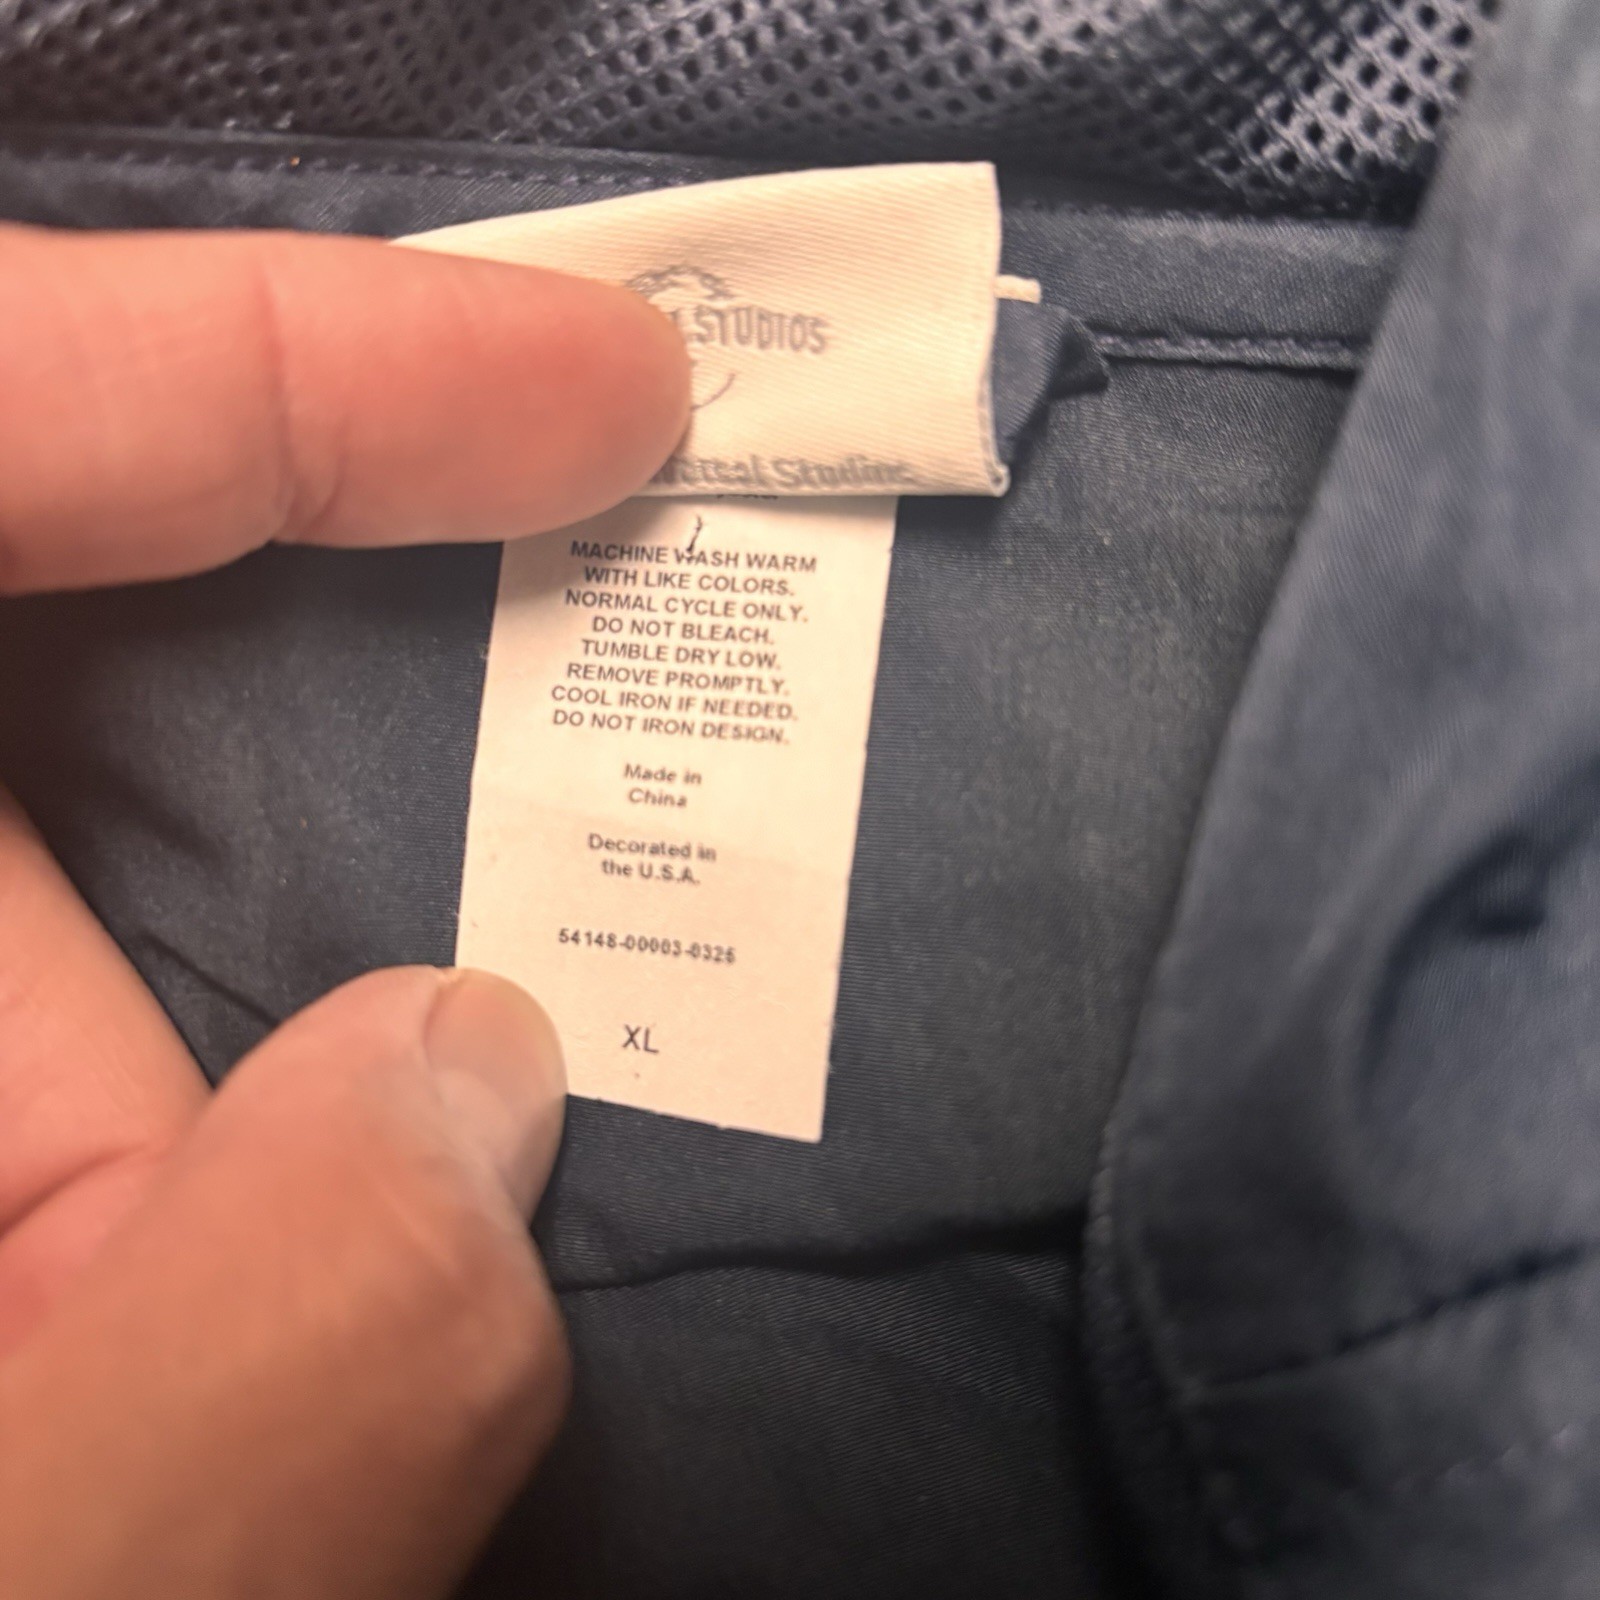 STUDIOS
Studios
MACHINE WASH WARM
WITH LIKE COLORS.
NORMAL CYCLE ONLY.
DO NOT BLEACH.
TUMBLE DRY LOW.
REMOVE PROMPTLY.
COOL IRON IF NEEDED.
DO NOT IRON DESIGN.
Made in
China
Decorated in
the U.S.A.
54148-00003-0325
XL